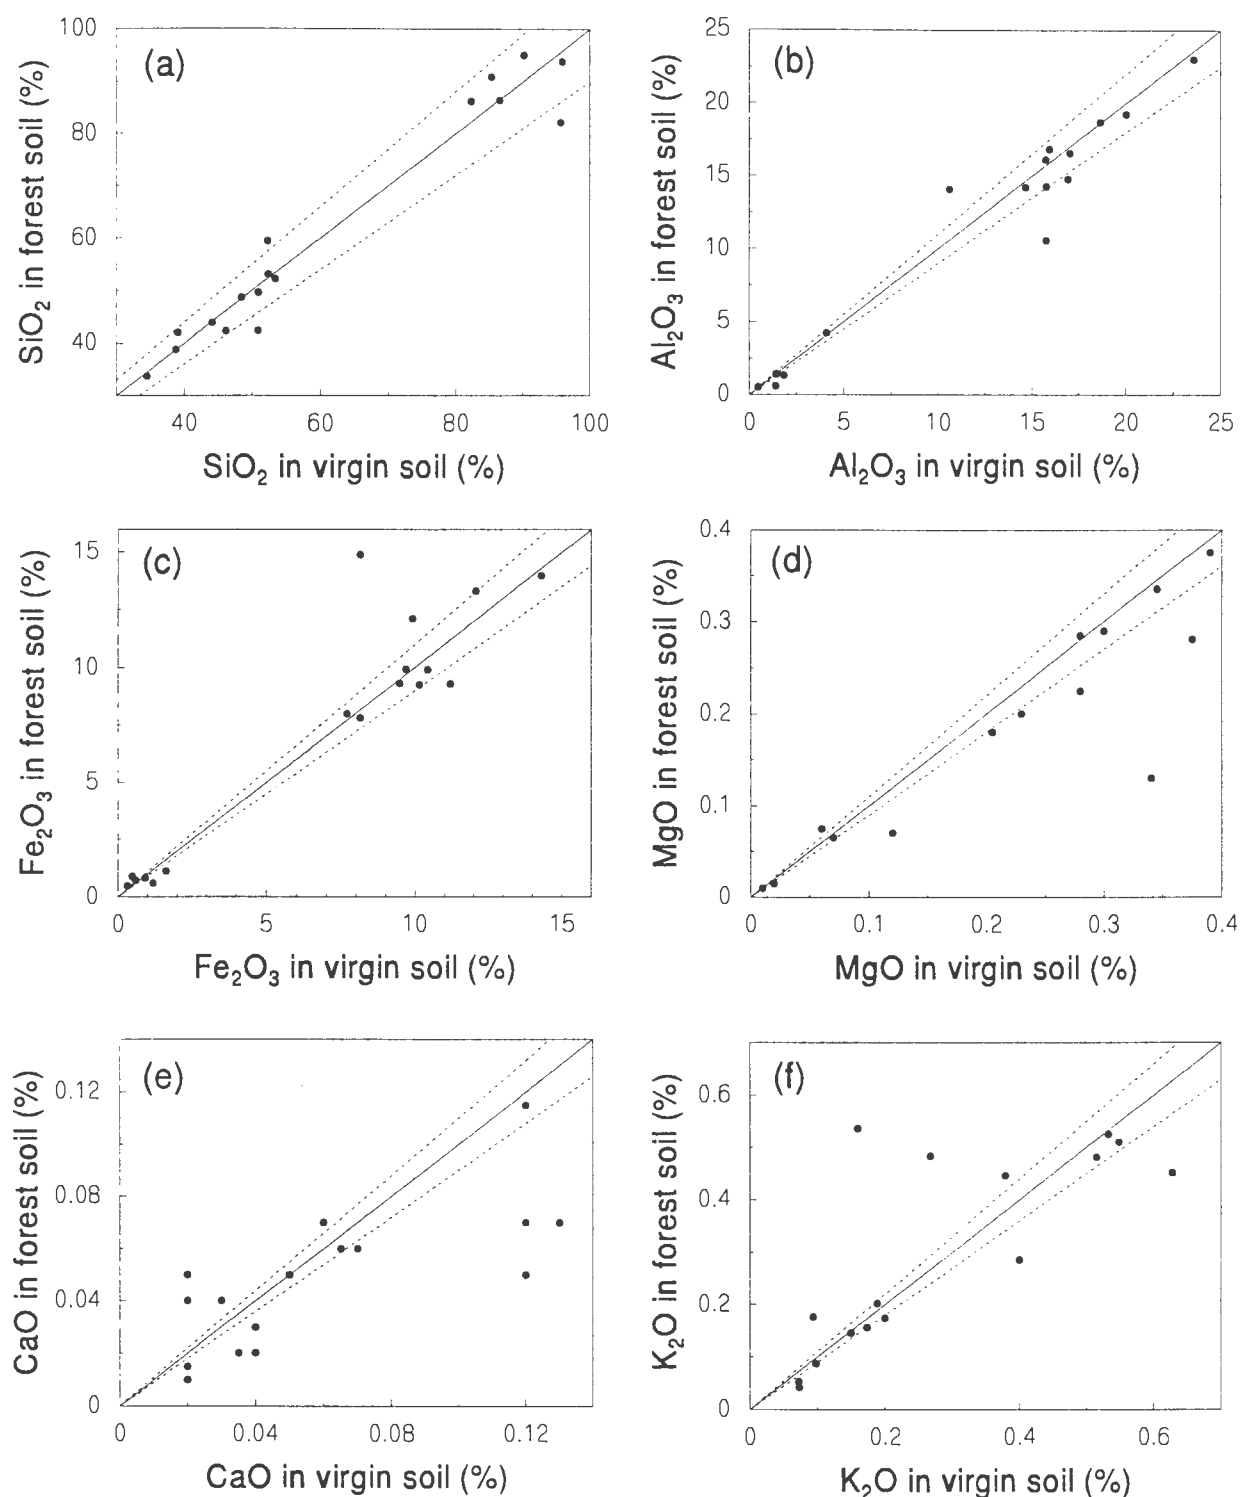 (a)
SiO₂ in forest soil (%)
100
80
60
40
40 60 80 100
SiO₂ in virgin soil (%)
(b)
Al₂O₃ in forest soil (%)
25
20
15
10
5
0
0 5 10 15 20 25
Al₂O₃ in virgin soil (%)
(c)
Fe₂O₃ in forest soil (%)
15
10
5
0
0 5 10 15
Fe₂O₃ in virgin soil (%)
(d)
MgO in forest soil (%)
0.4
0.3
0.2
0.1
0
0 0.1 0.2 0.3 0.4
MgO in virgin soil (%)
(e)
CaO in forest soil (%)
0.12
0.08
0.04
0
0 0.04 0.08 0.12
CaO in virgin soil (%)
(f)
K₂O in forest soil (%)
0.6
0.4
0.2
0
0 0.2 0.4 0.6
K₂O in virgin soil (%)